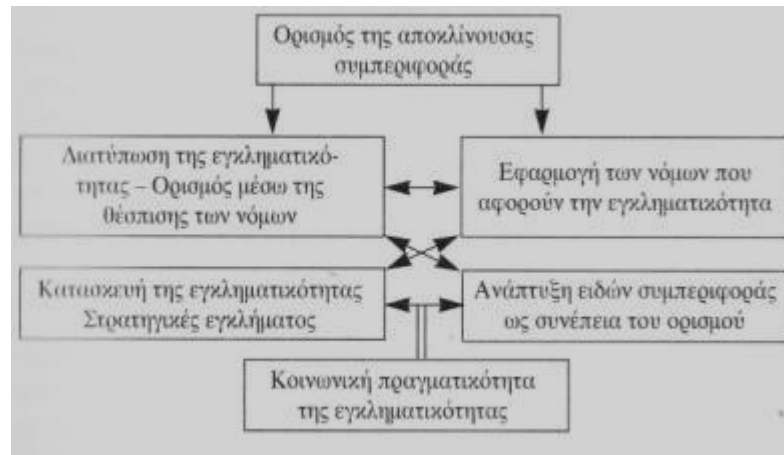 Ορισμός της αποκλίνουσας
συμπεριφοράς
Διατύπωση της εγκληματικό-
τητας – Ορισμός μέσω της
θέσπισης των νόμων
Εφαρμογή των νόμων που
αφορούν την εγκληματικότητα
Κατασκευή της εγκληματικότητας
Στρατηγικές εγκλήματος
Ανάπτυξη ειδών συμπεριφοράς
ως συνέπεια του ορισμού
Κοινωνική πραγματικότητα
της εγκληματικότητας